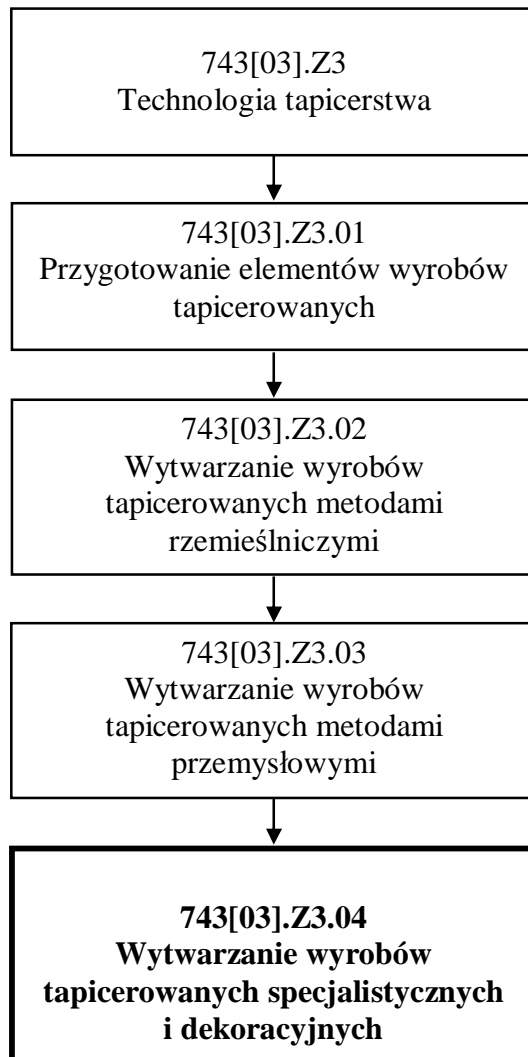 743[03].Z3
Technologia tapicerstwa
743[03].Z3.01
Przygotowanie elementów wyrobów
tapicerowanych
743[03].Z3.02
Wytwarzanie wyrobów
tapicerowanych metodami
rzemieślniczymi
743[03].Z3.03
Wytwarzanie wyrobów
tapicerowanych metodami
przemysłowymi
743[03].Z3.04
Wytwarzanie wyrobów
tapicerowanych specjalistycznych
i dekoracyjnych